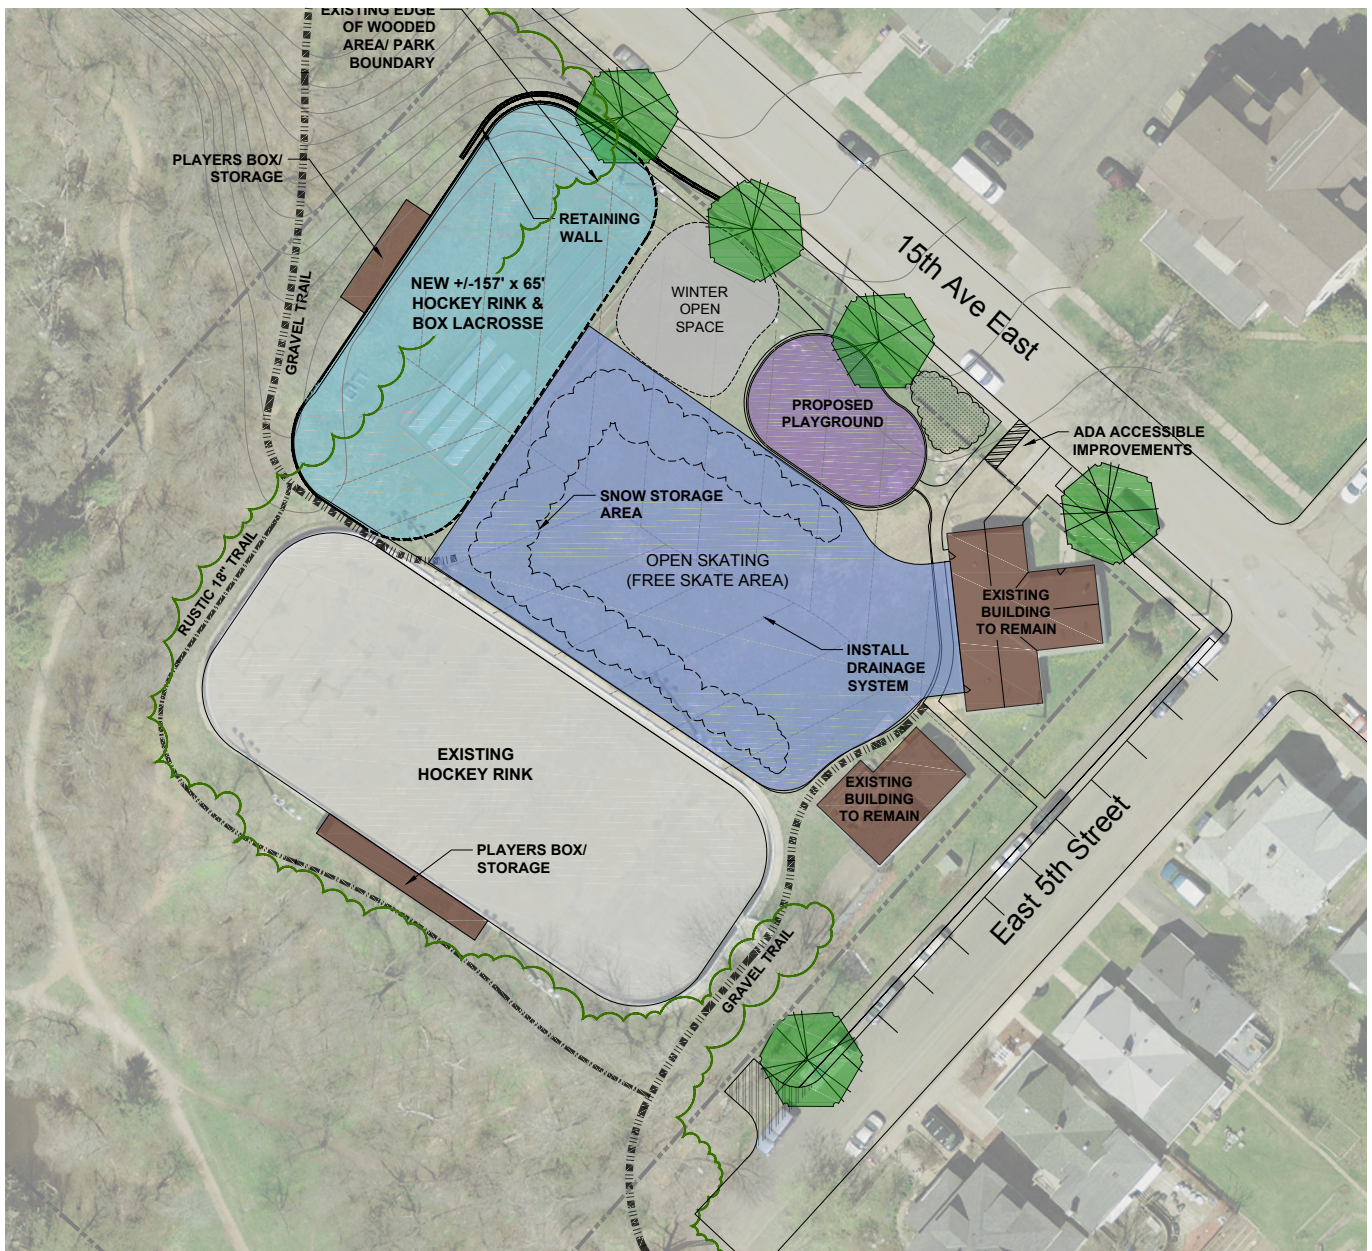 EXISTING EDGE
OF WOODED
AREA/ PARK
BOUNDARY
PLAYERS BOX/
STORAGE
RETAINING
WALL
GRAVEL TRAIL
NEW +/-157' x 65'
HOCKEY RINK &
BOX LACROSSE
WINTER
OPEN
SPACE
15th Ave East
PROPOSED
PLAYGROUND
ADA ACCESSIBLE
IMPROVEMENTS
SNOW STORAGE
AREA
OPEN SKATING
(FREE SKATE AREA)
RUSTIC 18" TRAIL
EXISTING
BUILDING
TO REMAIN
INSTALL
DRAINAGE
SYSTEM
EXISTING
HOCKEY RINK
EXISTING
BUILDING
TO REMAIN
PLAYERS BOX/
STORAGE
East 5th Street
GRAVEL TRAIL